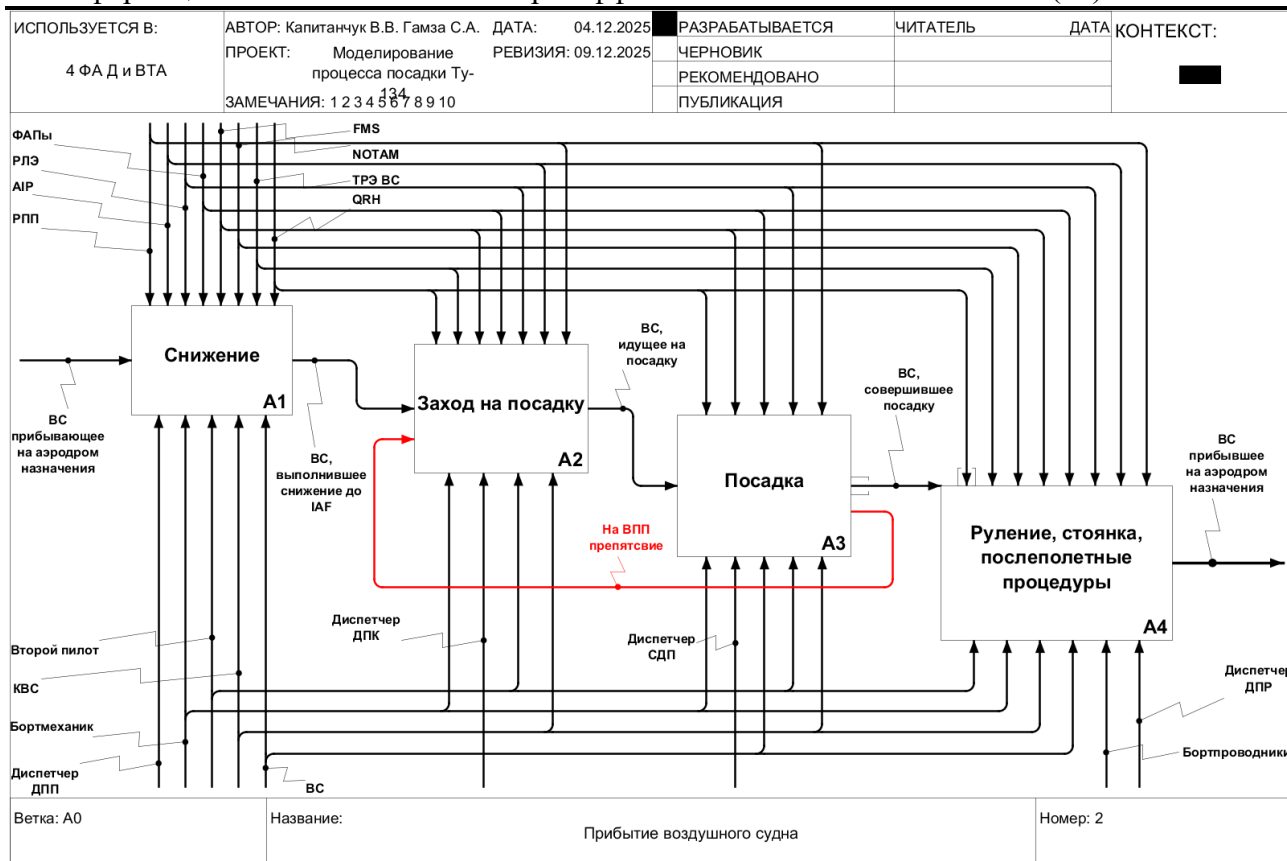 ИСПОЛЬЗУЕТСЯ В:
4 ФА Д и ВТА
АВТОР: Капитанчук В.В. Гамза С.А.
ДАТА: 04.12.2025
ПРОЕКТ: Моделирование
процесса посадки Ту-
134
РЕВИЗИЯ: 09.12.2025
ЗАМЕЧАНИЯ: 1 2 3 4 5 6 7 8 9 10
РАЗРАБАТЫВАЕТСЯ
ЧЕРНОВИК
РЕКОМЕНДОВАНО
ПУБЛИКАЦИЯ
ЧИТАТЕЛЬ
ДАТА
КОНТЕКСТ:
ФАПы
РЛЭ
AIP
РПП
FMS
NOTAM
ТРЭ ВС
QRH
Снижение
A1
ВС
прибывающее
на аэродром
назначения
ВС,
выполнившее
снижение до
IAF
Заход на посадку
A2
ВС,
идущее на
посадку
Посадка
A3
ВС,
совершившее
посадку
На ВПП
препятсвие
Руление, стоянка,
послеполетные
процедуры
A4
ВС
прибывшее
на аэродром
назначения
Диспетчер
ДПК
Диспетчер
СДП
Диспетчер
ДПР
Бортпроводники
Второй пилот
КВС
Бортмеханик
Диспетчер
ДПП
ВС
Ветка: A0
Название:
Прибытие воздушного судна
Номер: 2